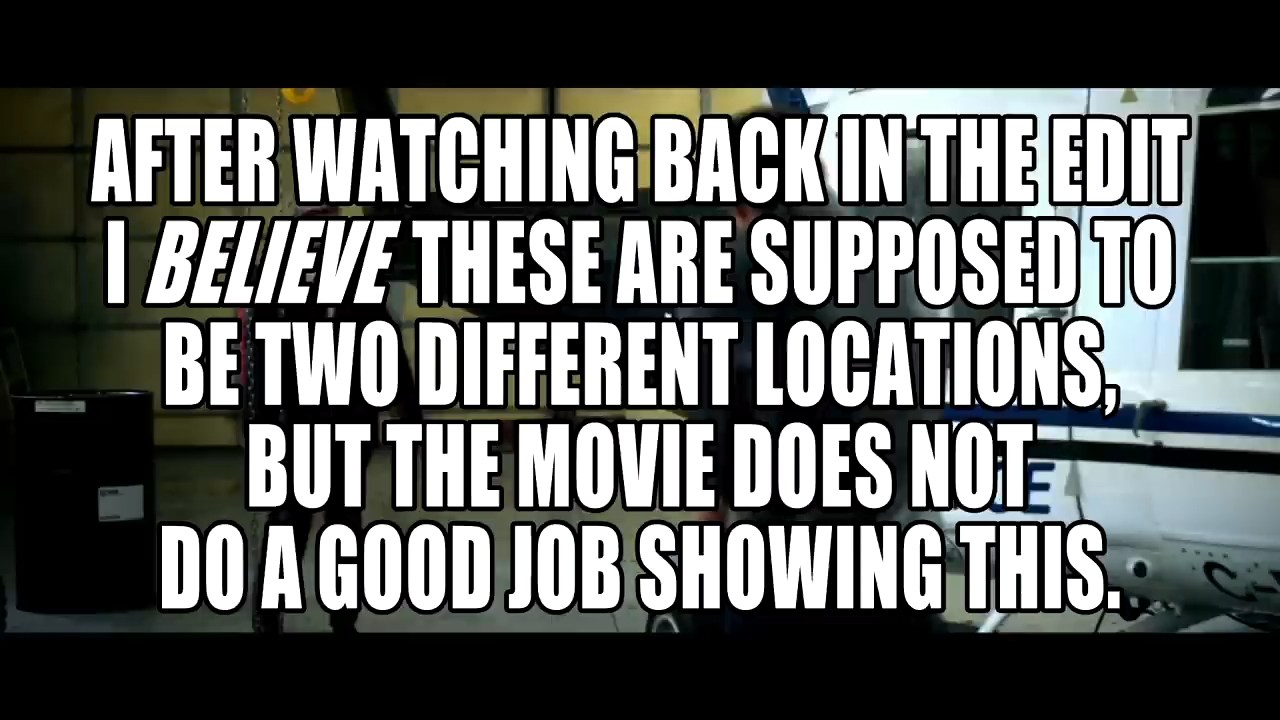 AFTER WATCHING BACK IN THE EDIT
I BELIEVE THESE ARE SUPPOSED TO
BE TWO DIFFERENT LOCATIONS,
BUT THE MOVIE DOES NOT
DO A GOOD JOB SHOWING THIS.